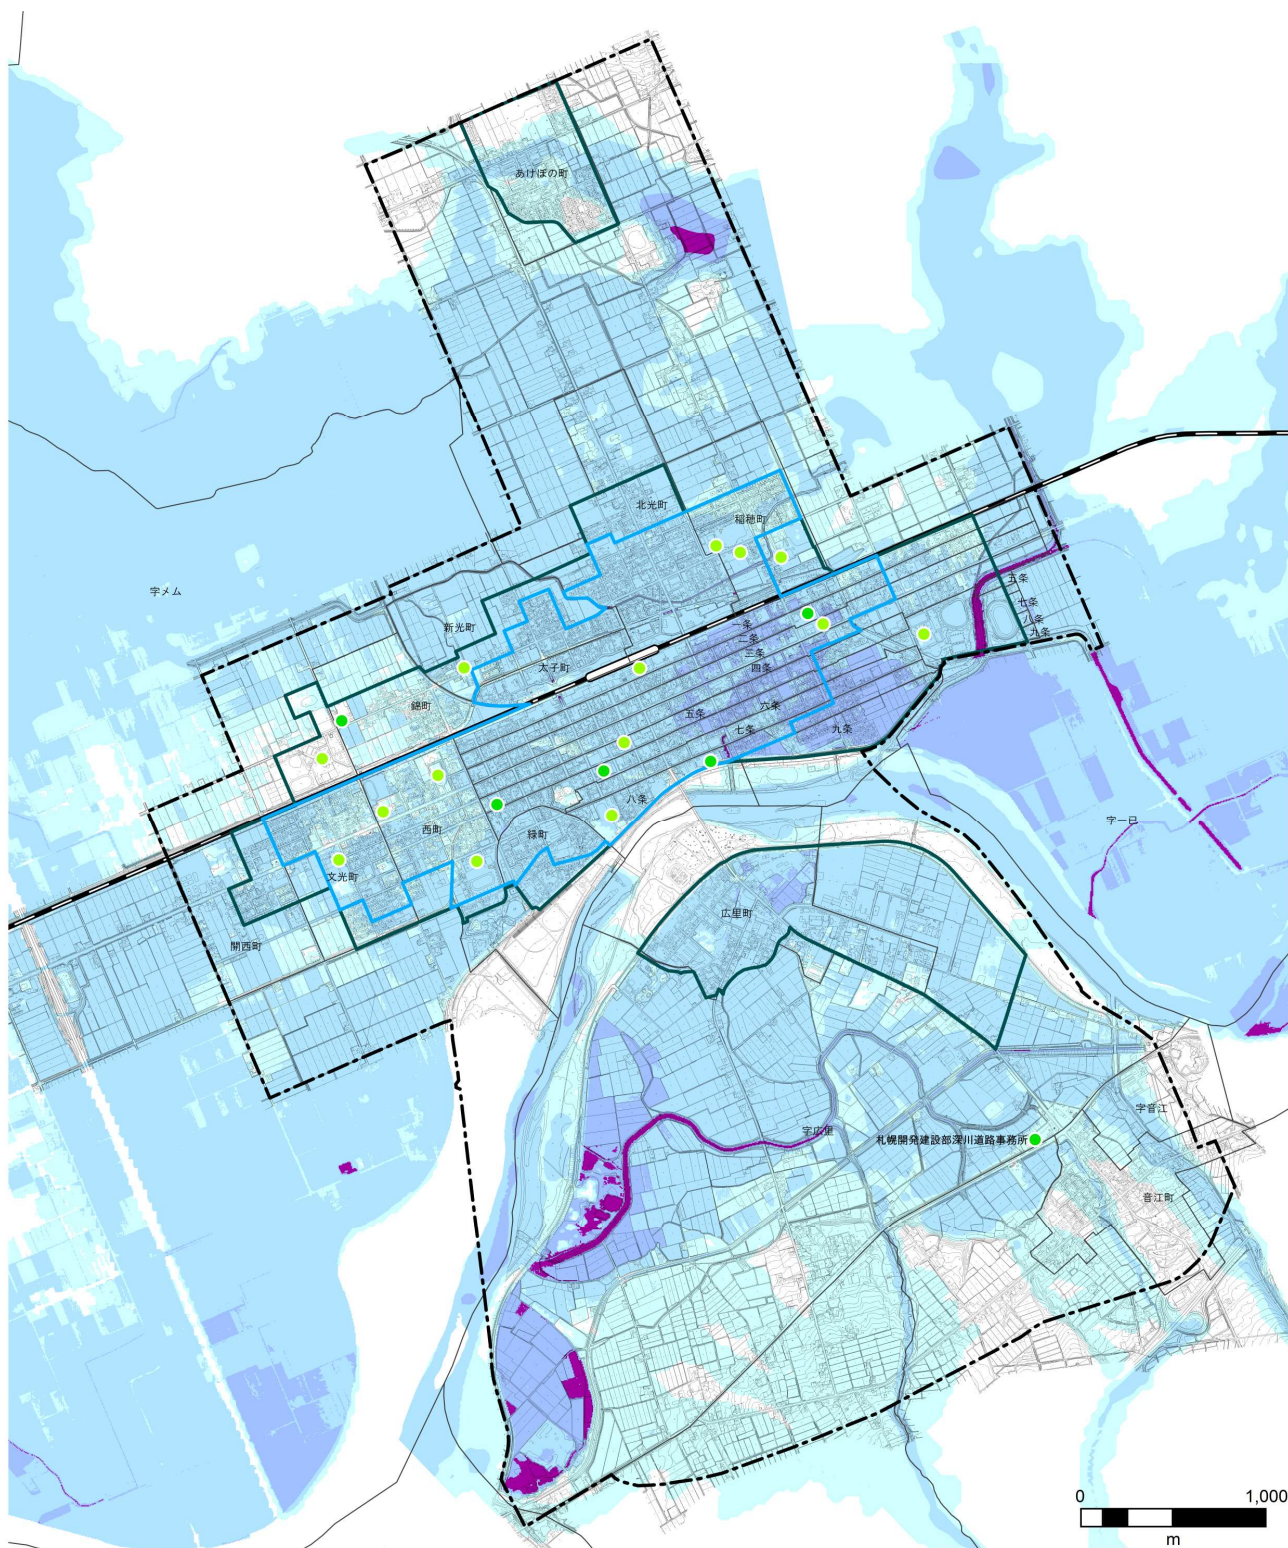 あけぼの町
北光町
稲穂町
字メム
五条
七条
八条
九条
新光町
一条
二条
三条
四条
太子町
錦町
五条
六条
七条
九条
八条
字一已
西町
緑町
文光町
広里町
開西町
字音江
字広里
札幌開発建設部深川道路事務所
音江町
0 1,000
m